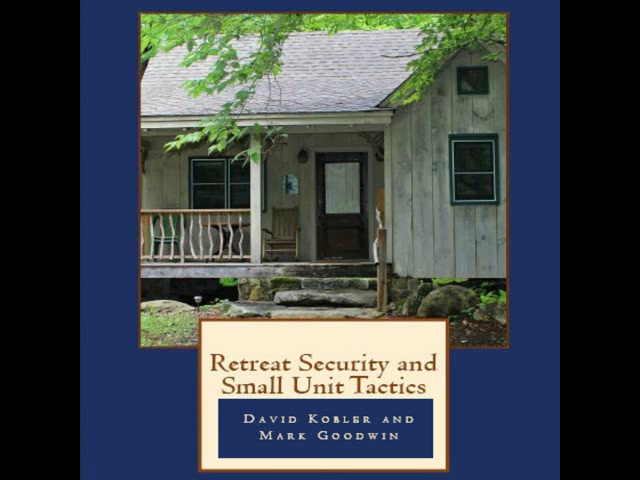 Retreat Security and
Small Unit Tactics
David Kobler and
Mark Goodwin